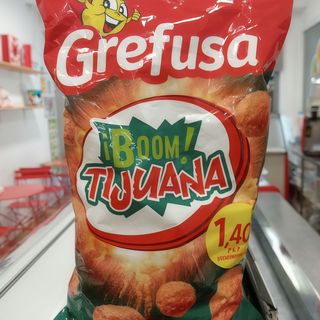 Grefusa
¡BOOM!
TIJUANA
1,40
P.V.P.